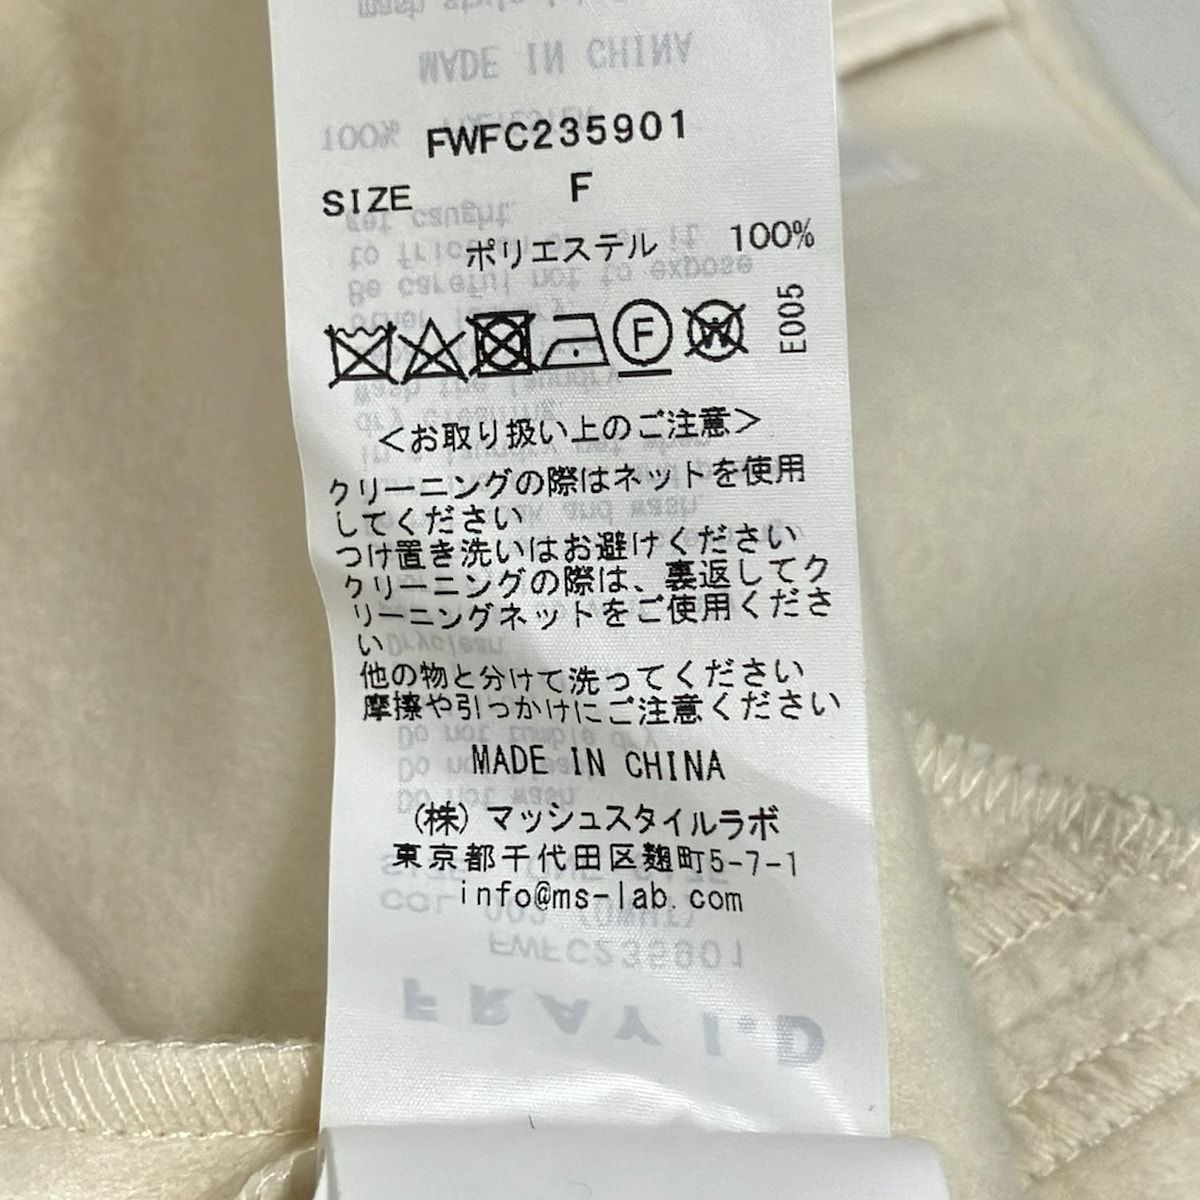 FWFC235901
SIZE F
ポリエステル 100%
E005
F
W
<お取り扱い上のご注意>
クリーニングの際はネットを使用
してください
つけ置き洗いはお避けください
クリーニングの際は、裏返してク
リーニングネットをご使用くださ
い
他の物と分けて洗ってください
摩擦や引っかけにご注意ください
MADE IN CHINA
(株)マッシュスタイルラボ
東京都千代田区麹町5-7-1
info@ms-lab.com
FWFC235901
FRAY I.D